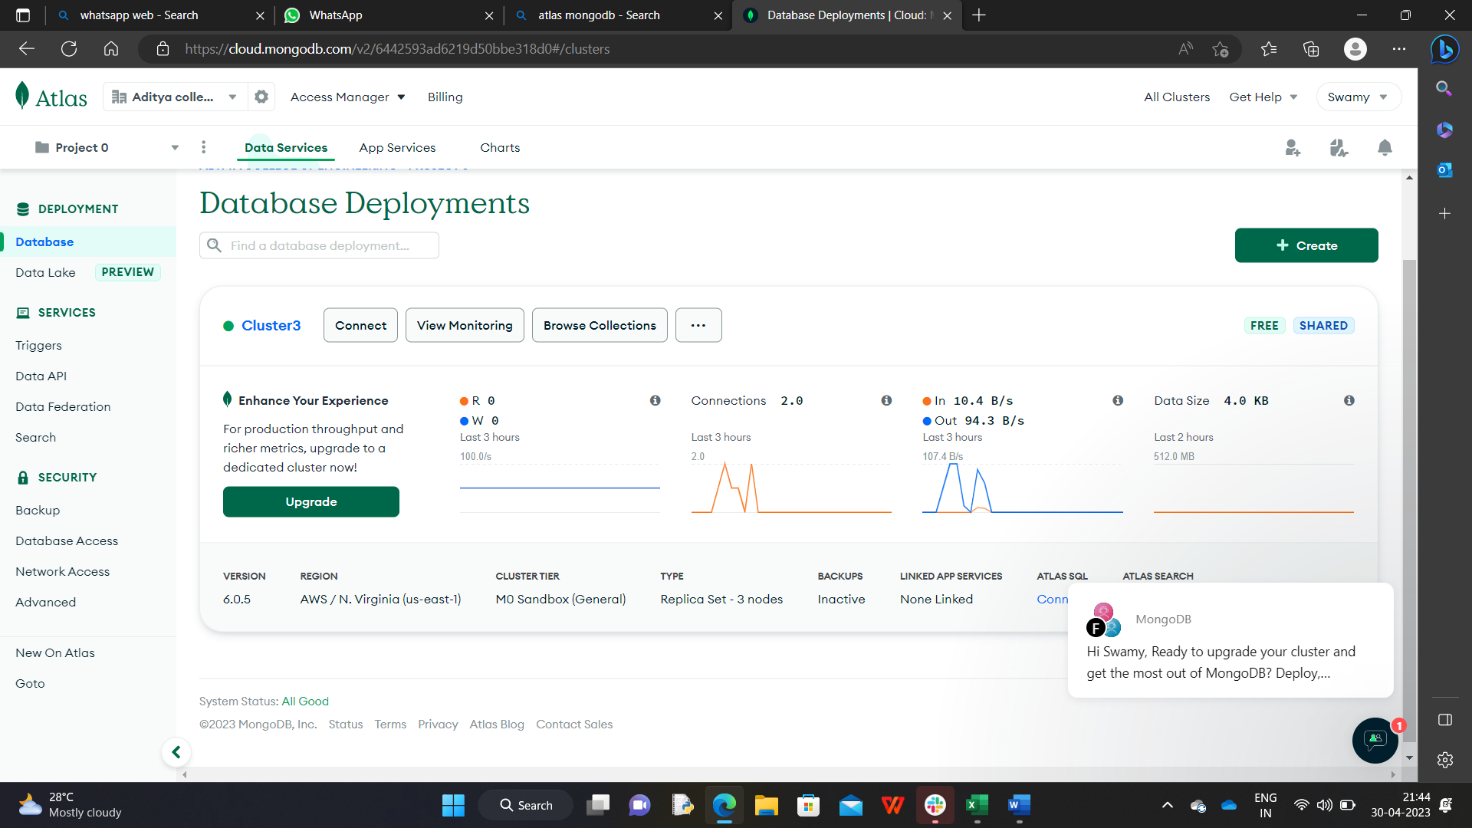 whatsapp web - Search
WhatsApp
atlas mongodb - Search
Database Deployments | Cloud:
https://cloud.mongodb.com/v2/6442593ad6219d50bbe318d0#/clusters
Atlas
Aditya colle...
Access Manager
Billing
All Clusters
Get Help
Swamy
Project 0
Data Services
App Services
Charts
DEPLOYMENT
Database
Data Lake PREVIEW
SERVICES
Triggers
Data API
Data Federation
Search
SECURITY
Backup
Database Access
Network Access
Advanced
New On Atlas
Goto
Database Deployments
Find a database deployment...
+ Create
Cluster3
Connect
View Monitoring
Browse Collections
...
FREE
SHARED
Enhance Your Experience
For production throughput and
richer metrics, upgrade to a
dedicated cluster now!
Upgrade
R 0
W 0
Last 3 hours
100.0/s
Connections 2.0
Last 3 hours
2.0
In 10.4 B/s
Out 94.3 B/s
Last 3 hours
107.4 B/s
Data Size 4.0 KB
Last 2 hours
512.0 MB
VERSION
6.0.5
REGION
AWS / N. Virginia (us-east-1)
CLUSTER TIER
M0 Sandbox (General)
TYPE
Replica Set - 3 nodes
BACKUPS
Inactive
LINKED APP SERVICES
None Linked
ATLAS SQL
Conn
ATLAS SEARCH
F
MongoDB
Hi Swamy, Ready to upgrade your cluster and
get the most out of MongoDB? Deploy,...
1
System Status: All Good
©2023 MongoDB, Inc. Status Terms Privacy Atlas Blog Contact Sales
28°C
Mostly cloudy
Search
ENG
IN
21:44
30-04-2023